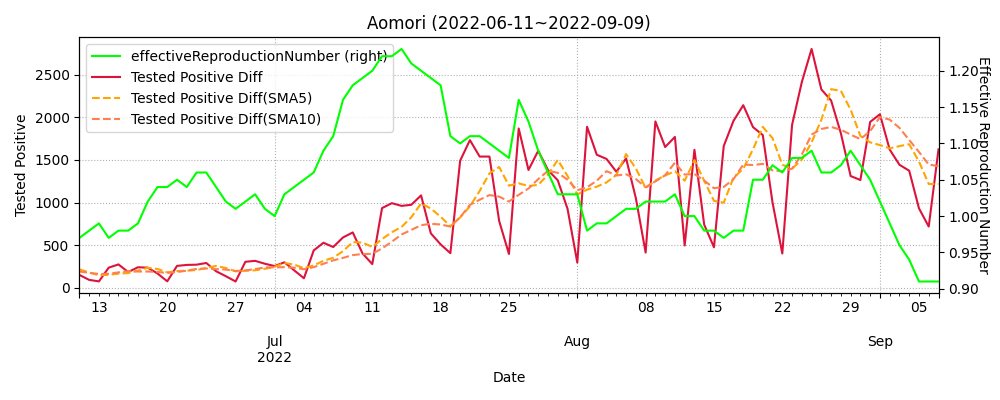 Aomori (2022-06-11~2022-09-09)
effectiveReproductionNumber (right)
Tested Positive Diff
Tested Positive Diff(SMA5)
Tested Positive Diff(SMA10)
Tested Positive
2500
2000
1500
1000
500
0
Effective Reproduction Number
1.20
1.15
1.10
1.05
1.00
0.95
0.90
13 20 27 04 11 18 25 08 15 22 29 05
Jul Aug Sep
2022
Date